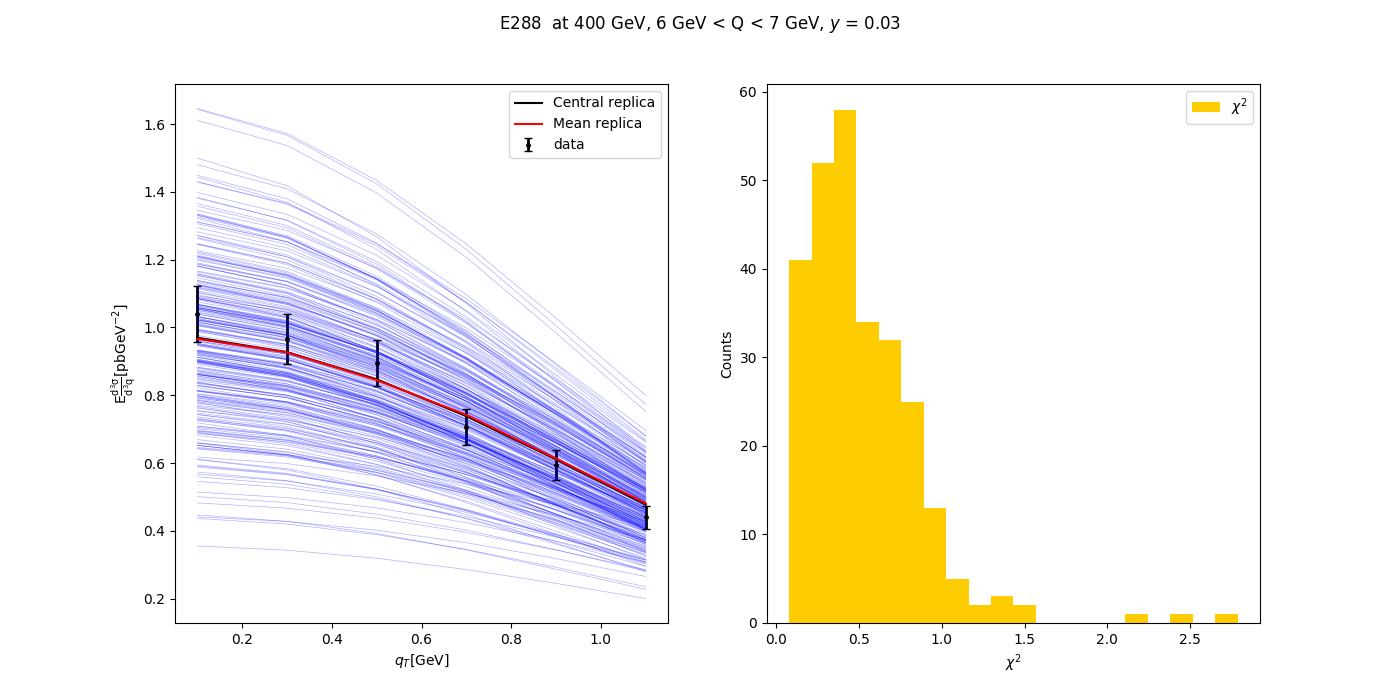 E288 at 400 GeV, 6 GeV < Q < 7 GeV, y = 0.03
E d³σ/d³q [pbGeV⁻²]
1.6
1.4
1.2
1.0
0.8
0.6
0.4
0.2
Central replica
Mean replica
data
0.2 0.4 0.6 0.8 1.0
q_T[GeV]
Counts
60
50
40
30
20
10
0
χ²
0.0 0.5 1.0 1.5 2.0 2.5
χ²